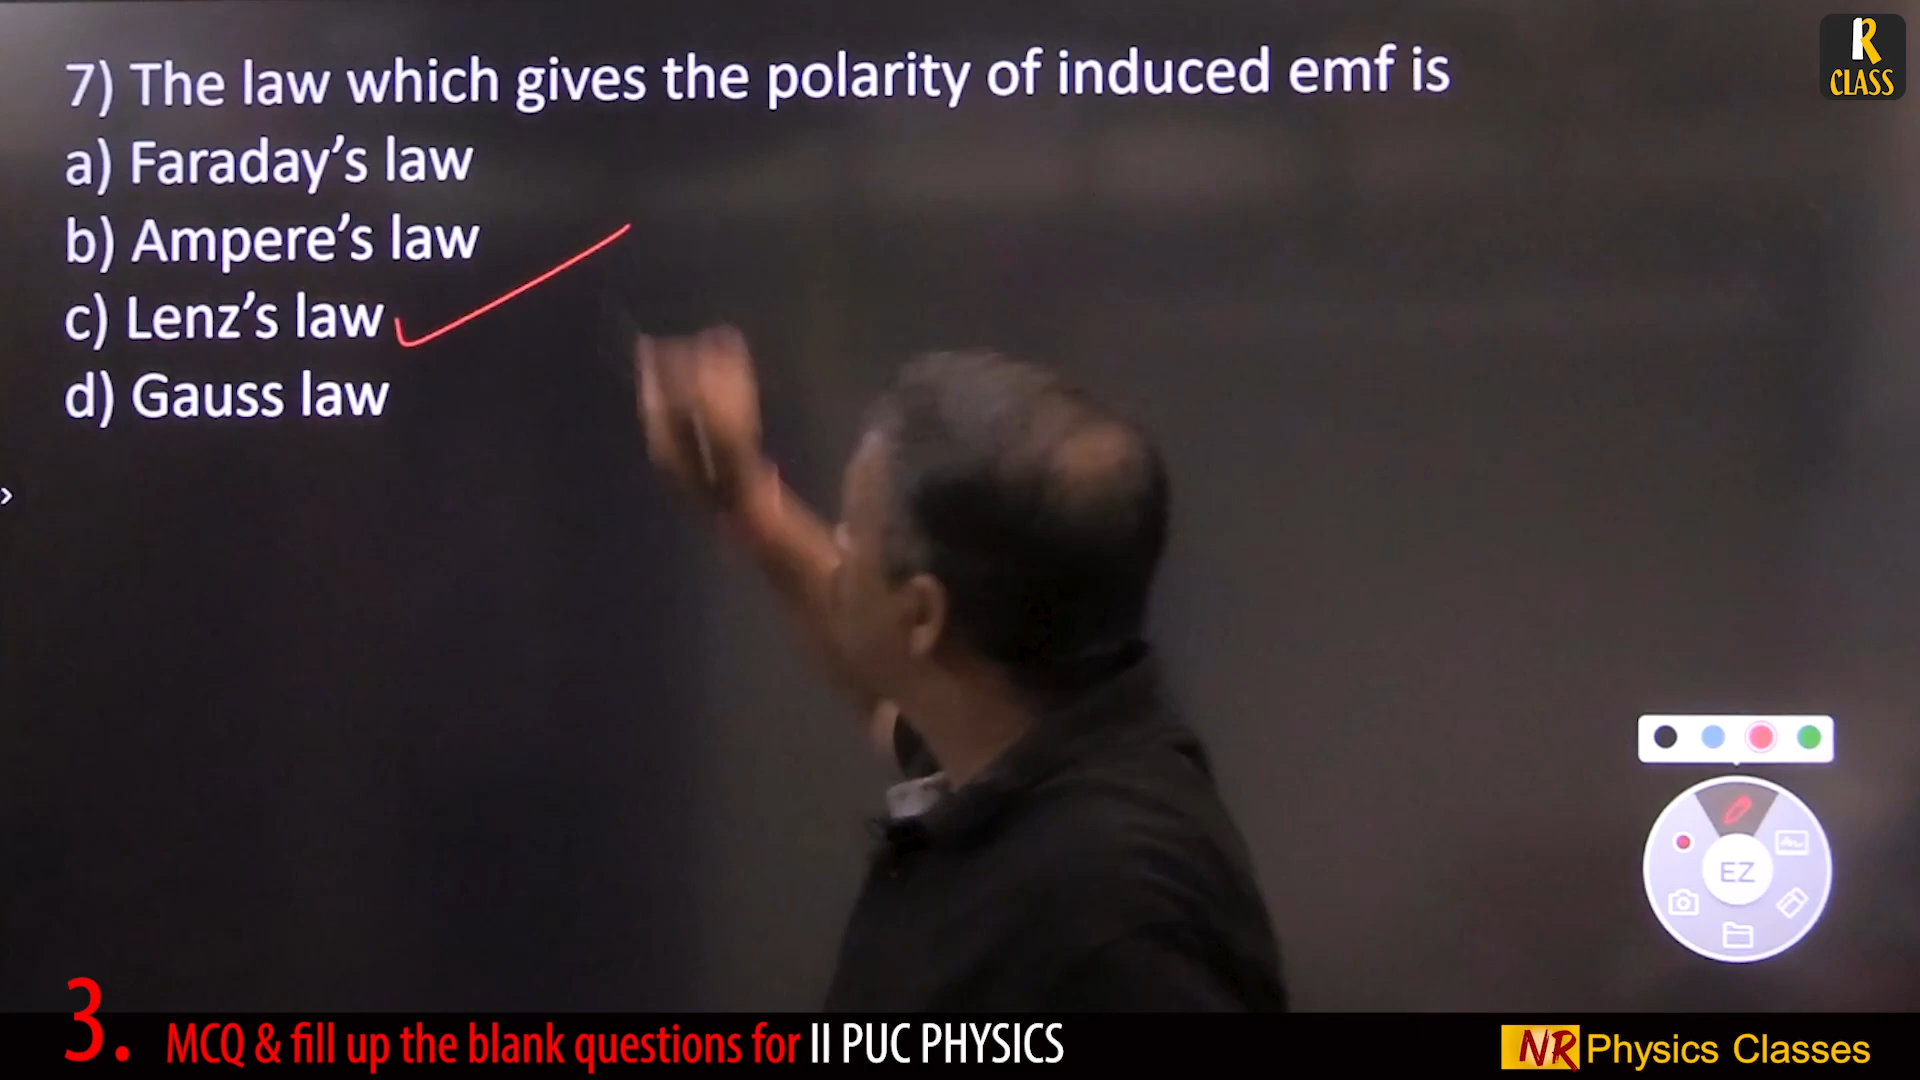 R
CLASS
7) The law which gives the polarity of induced emf is
a) Faraday’s law
b) Ampere’s law
c) Lenz’s law
d) Gauss law
EZ
3. MCQ & fill up the blank questions for II PUC PHYSICS
NR Physics Classes